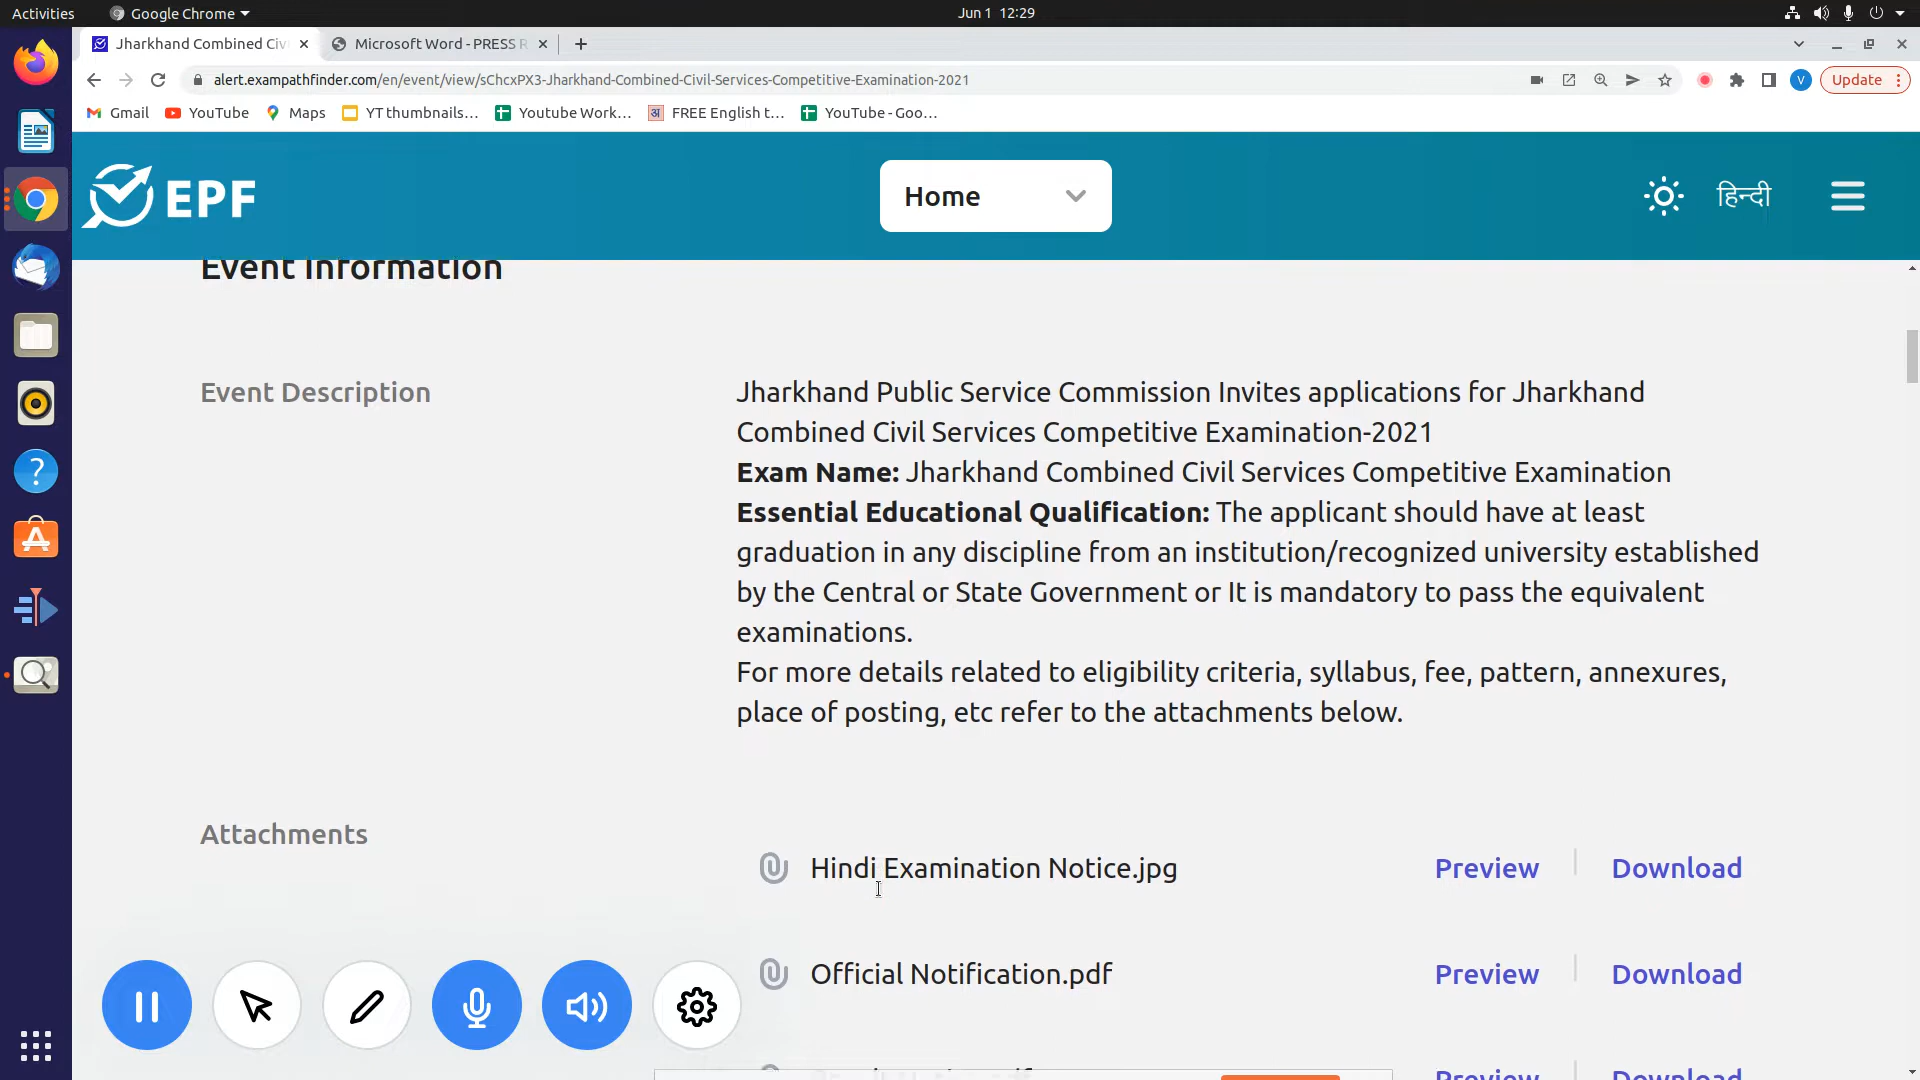 Activities
Google Chrome
Jun 1 12:29
Jharkhand Combined Civ
Microsoft Word - PRESS R
alert.exampathfinder.com/en/event/view/sChcxPX3-Jharkhand-Combined-Civil-Services-Competitive-Examination-2021
V
Update
Gmail
YouTube
Maps
YT thumbnails...
Youtube Work...
FREE English t...
YouTube - Goo...
EPF
Home
हिन्दी
Event Information
Event Description
Jharkhand Public Service Commission Invites applications for Jharkhand
Combined Civil Services Competitive Examination-2021
Exam Name: Jharkhand Combined Civil Services Competitive Examination
Essential Educational Qualification: The applicant should have at least
graduation in any discipline from an institution/recognized university established
by the Central or State Government or It is mandatory to pass the equivalent
examinations.
For more details related to eligibility criteria, syllabus, fee, pattern, annexures,
place of posting, etc refer to the attachments below.
Attachments
Hindi Examination Notice.jpg
Preview
Download
Official Notification.pdf
Preview
Download
Preview
Download